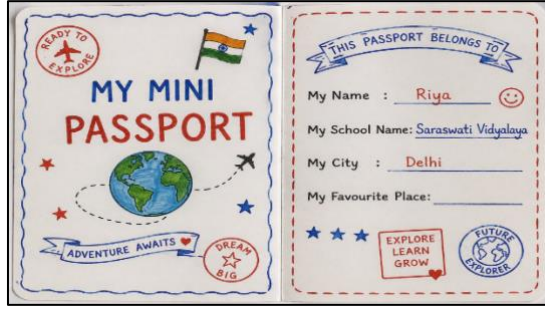 READY TO EXPLORE
MY MINI
PASSPORT
ADVENTURE AWAITS
DREAM BIG
THIS PASSPORT BELONGS TO
My Name : Riya
My School Name: Saraswati Vidyalaya
My City : Delhi
My Favourite Place:
EXPLORE
LEARN
GROW
FUTURE EXPLORER